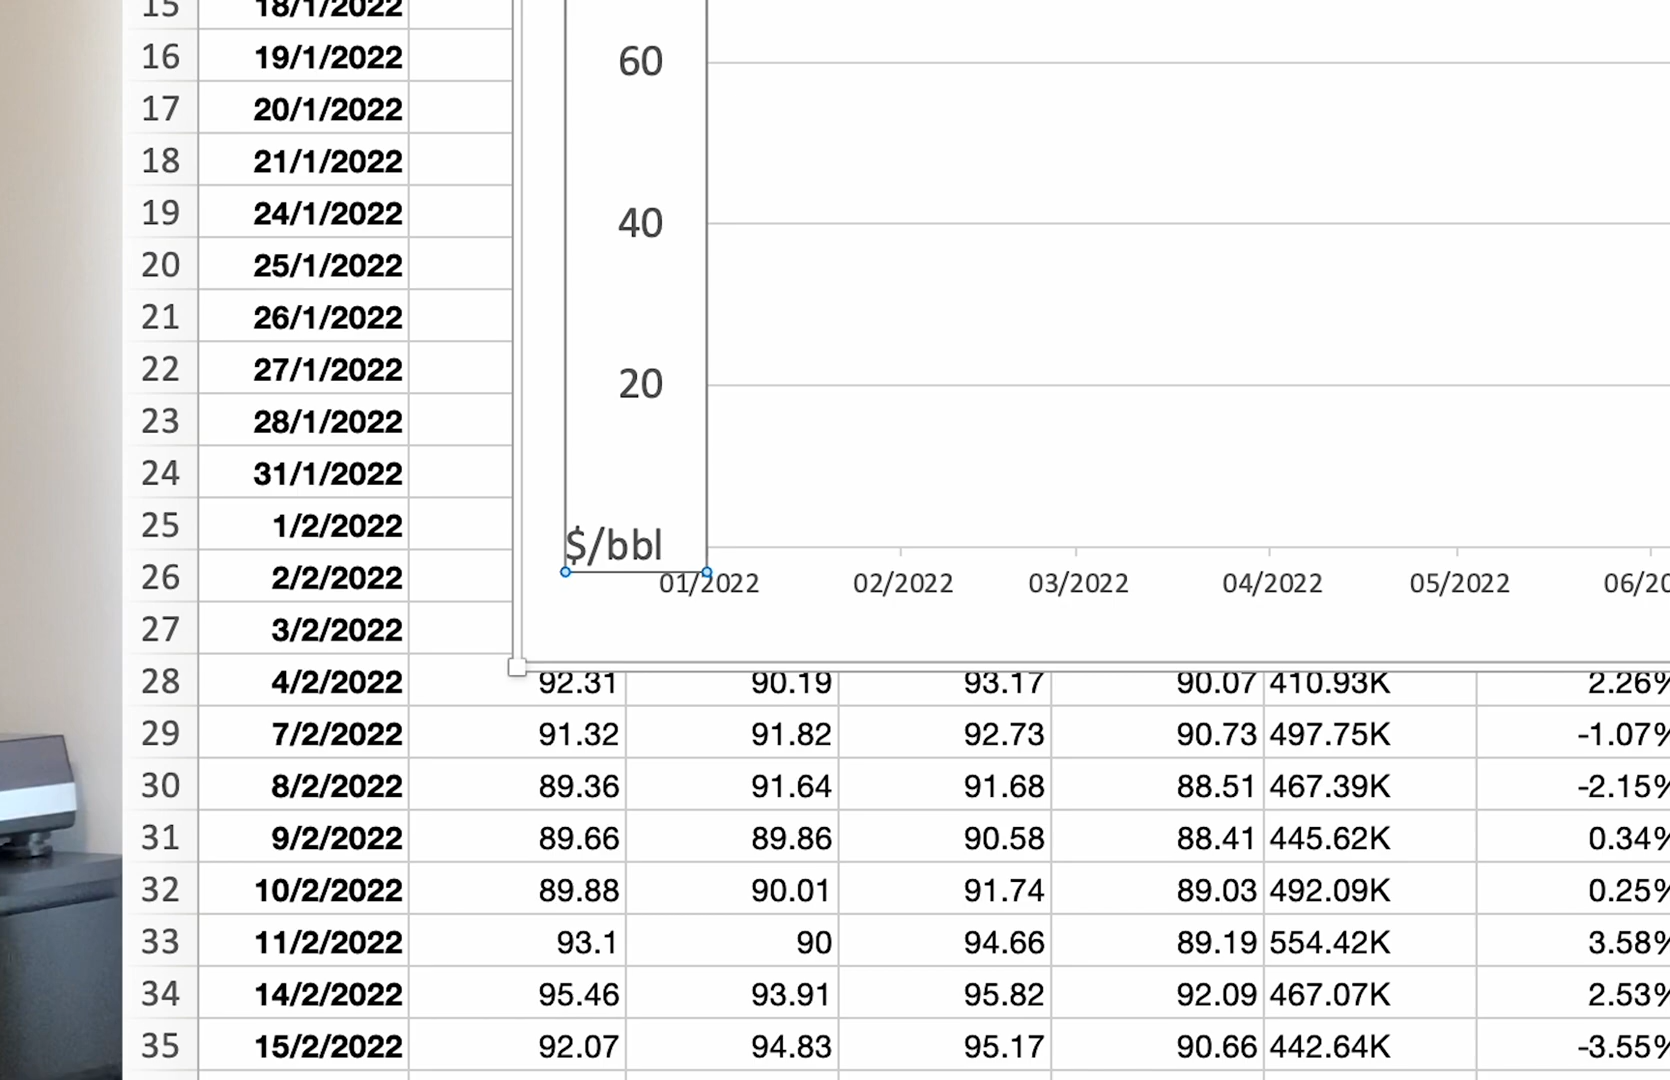 15 18/1/2022
16 19/1/2022 60
17 20/1/2022
18 21/1/2022
19 24/1/2022 40
20 25/1/2022
21 26/1/2022
22 27/1/2022 20
23 28/1/2022
24 31/1/2022
25 1/2/2022 $/bbl
26 2/2/2022 01/2022 02/2022 03/2022 04/2022 05/2022 06/20
27 3/2/2022
28 4/2/2022 92.31 90.19 93.17 90.07 410.93K 2.26%
29 7/2/2022 91.32 91.82 92.73 90.73 497.75K -1.07%
30 8/2/2022 89.36 91.64 91.68 88.51 467.39K -2.15%
31 9/2/2022 89.66 89.86 90.58 88.41 445.62K 0.34%
32 10/2/2022 89.88 90.01 91.74 89.03 492.09K 0.25%
33 11/2/2022 93.1 90 94.66 89.19 554.42K 3.58%
34 14/2/2022 95.46 93.91 95.82 92.09 467.07K 2.53%
35 15/2/2022 92.07 94.83 95.17 90.66 442.64K -3.55%